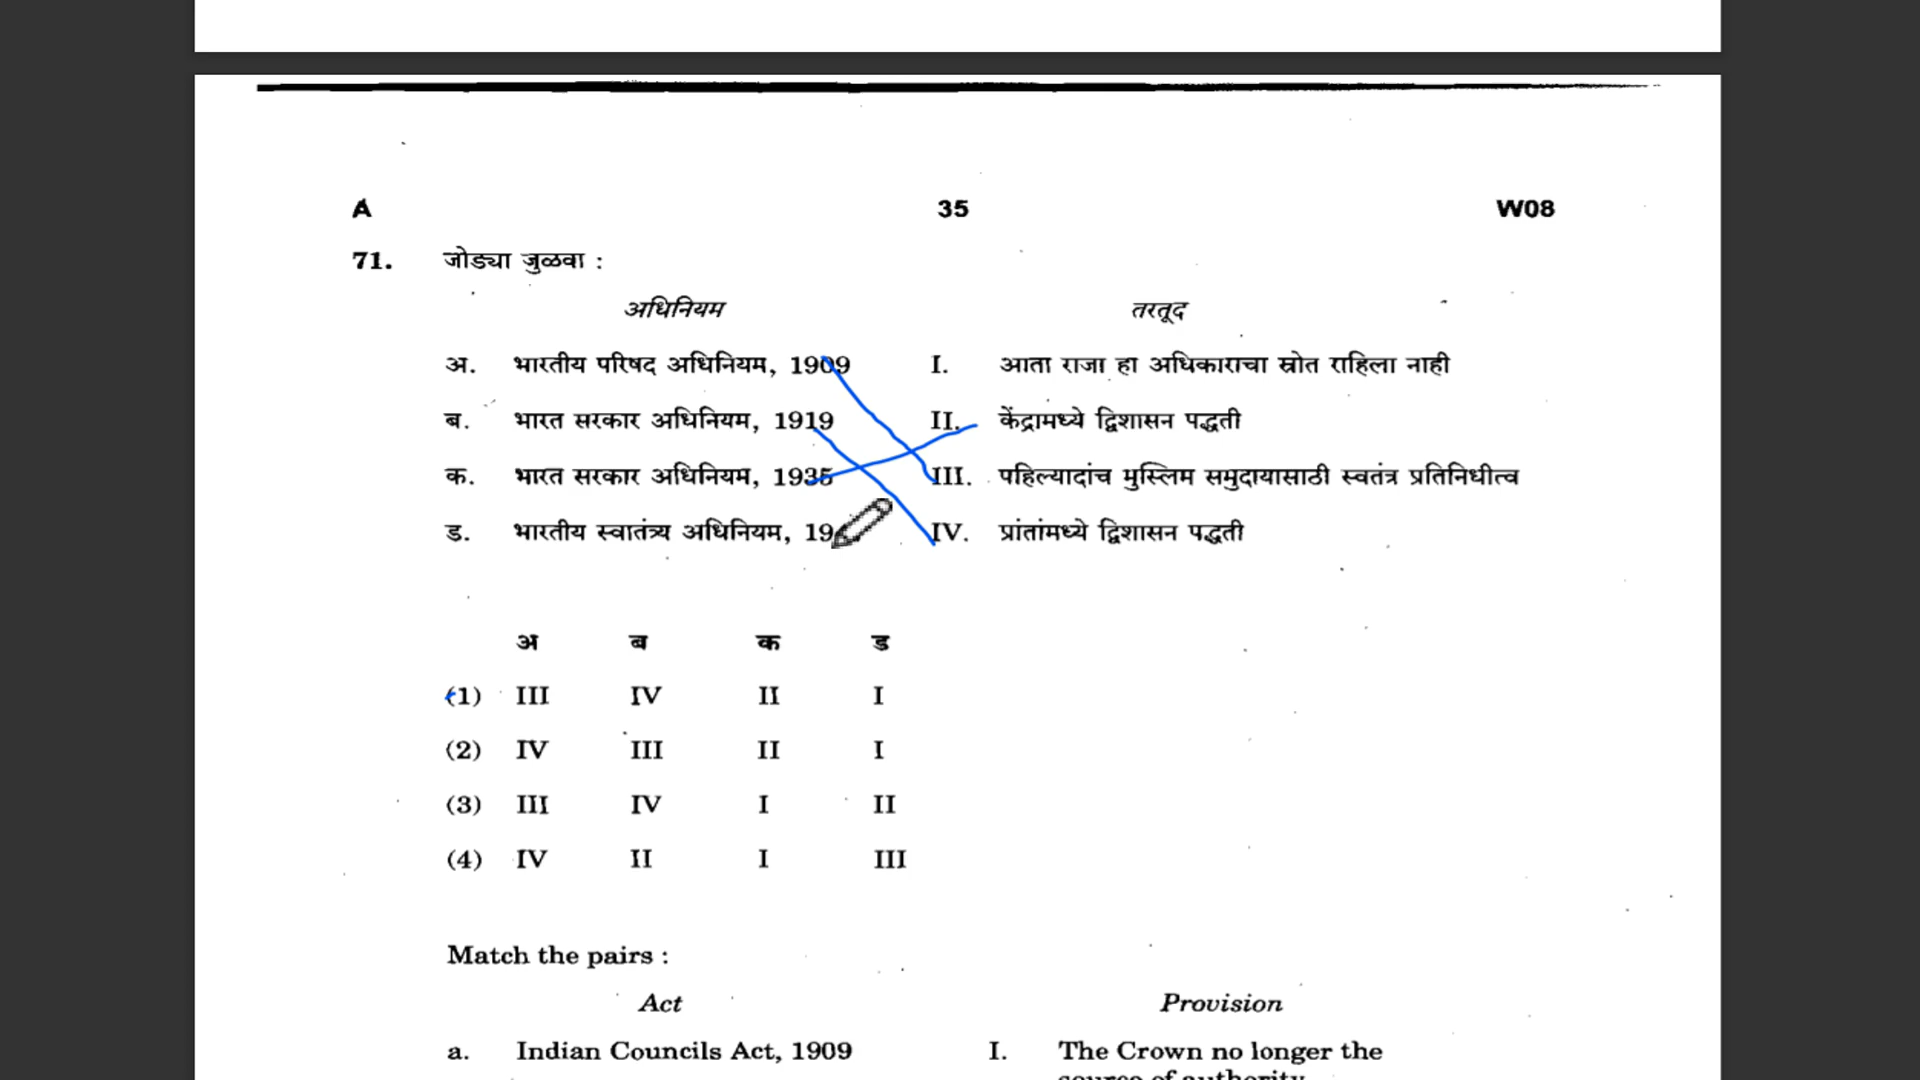 A 35 W08
71. जोड्या जुळवा :
अधिनियम तरतूद
अ. भारतीय परिषद अधिनियम, 1909 I. आता राजा हा अधिकाराचा स्रोत राहिला नाही
ब. भारत सरकार अधिनियम, 1919 II. केंद्रामध्ये द्विशासन पद्धती
क. भारत सरकार अधिनियम, 1935 III. पहिल्यादांच मुस्लिम समुदायासाठी स्वतंत्र प्रतिनिधीत्व
ड. भारतीय स्वातंत्र्य अधिनियम, IV. प्रांतांमध्ये द्विशासन पद्धती
अ ब क ड
(1) III IV II I
(2) IV III II I
(3) III IV I II
(4) IV II I III
Match the pairs :
Act Provision
a. Indian Councils Act, 1909 I. The Crown no longer the
source of authority